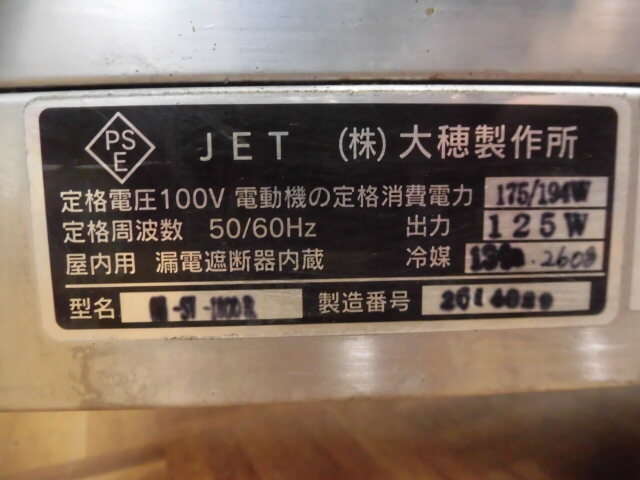 PSE JET (株)大穂製作所
定格電圧100V 電動機の定格消費電力 175/194W
定格周波数 50/60Hz 出力 125W
屋内用 漏電遮断器内蔵 冷媒 134a
型名 製造番号